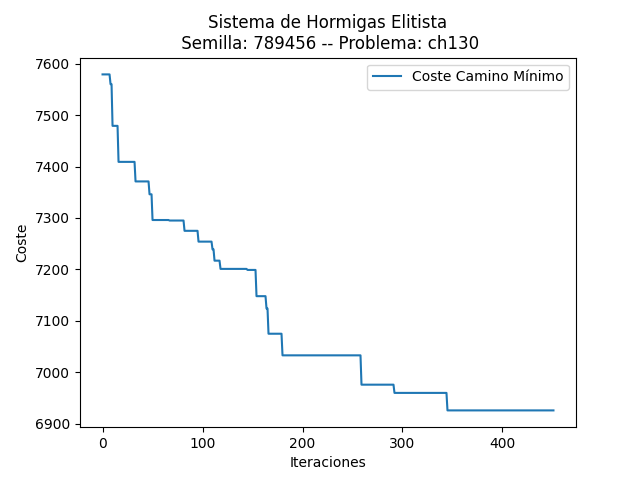 Sistema de Hormigas Elitista
Semilla: 789456 -- Problema: ch130
Coste Camino Mínimo
7600
7500
7400
7300
7200
7100
7000
6900
Coste
0 100 200 300 400
Iteraciones